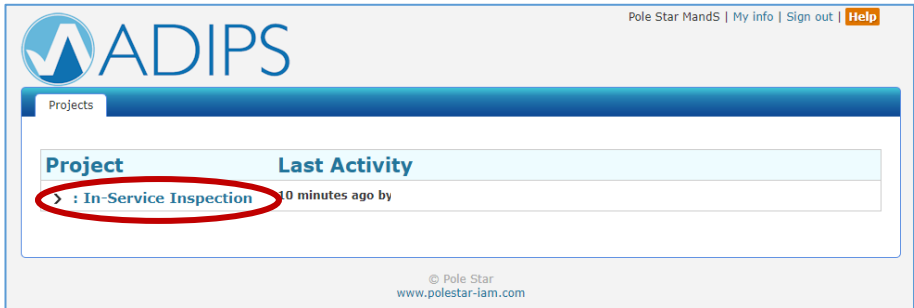 ADIPS
Pole Star MandS | My info | Sign out | Help
Projects
Project Last Activity
: In-Service Inspection 10 minutes ago by
© Pole Star
www.polestar-iam.com